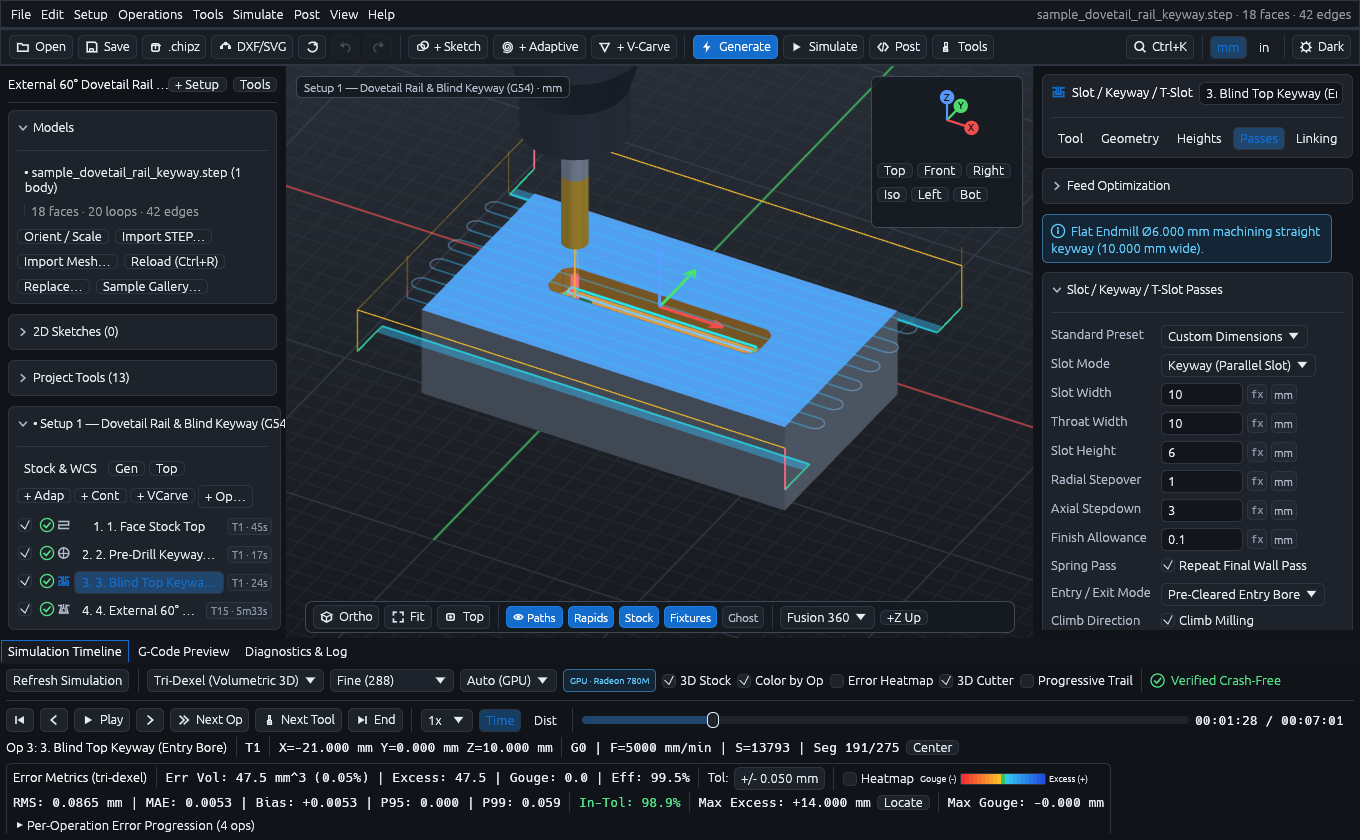 File Edit Setup Operations Tools Simulate Post View Help
sample_dovetail_rail_keyway.step · 18 faces · 42 edges
Open Save .chipz DXF/SVG + Sketch + Adaptive + V-Carve Generate Simulate Post Tools Ctrl+K mm in Dark
External 60° Dovetail Rail ... + Setup Tools
Models
• sample_dovetail_rail_keyway.step (1 body)
18 faces · 20 loops · 42 edges
Orient / Scale Import STEP...
Import Mesh... Reload (Ctrl+R)
Replace... Sample Gallery...
2D Sketches (0)
Project Tools (13)
• Setup 1 — Dovetail Rail & Blind Keyway (G54
Stock & WCS Gen Top
+ Adap + Cont + VCarve + Op...
1. 1. Face Stock Top T1 · 45s
2. 2. Pre-Drill Keyway... T1 · 17s
3. 3. Blind Top Keywa... T1 · 24s
4. 4. External 60° ... T15 · 5m33s
Setup 1 — Dovetail Rail & Blind Keyway (G54) · mm
Z
Y
X
Top Front Right
Iso Left Bot
Ortho Fit Top Paths Rapids Stock Fixtures Ghost Fusion 360 +Z Up
Slot / Keyway / T-Slot 3. Blind Top Keyway (Er
Tool Geometry Heights Passes Linking
Feed Optimization
Flat Endmill Ø6.000 mm machining straight
keyway (10.000 mm wide).
Slot / Keyway / T-Slot Passes
Standard Preset Custom Dimensions
Slot Mode Keyway (Parallel Slot)
Slot Width 10 fx mm
Throat Width 10 fx mm
Slot Height 6 fx mm
Radial Stepover 1 fx mm
Axial Stepdown 3 fx mm
Finish Allowance 0.1 fx mm
Spring Pass Repeat Final Wall Pass
Entry / Exit Mode Pre-Cleared Entry Bore
Climb Direction Climb Milling
Simulation Timeline G-Code Preview Diagnostics & Log
Refresh Simulation Tri-Dexel (Volumetric 3D) Fine (288) Auto (GPU) GPU · Radeon 780M 3D Stock Color by Op Error Heatmap 3D Cutter Progressive Trail Verified Crash-Free
Play Next Op Next Tool End 1x Time Dist 00:01:28 / 00:07:01
Op 3: 3. Blind Top Keyway (Entry Bore) T1 X=-21.000 mm Y=0.000 mm Z=10.000 mm G0 | F=5000 mm/min | S=13793 | Seg 191/275 Center
Error Metrics (tri-dexel) Err Vol: 47.5 mm^3 (0.05%) | Excess: 47.5 | Gouge: 0.0 | Eff: 99.5% Tol: +/- 0.050 mm Heatmap Gouge (-) Excess (+)
RMS: 0.0865 mm | MAE: 0.0053 | Bias: +0.0053 | P95: 0.000 | P99: 0.059 In-Tol: 98.9% Max Excess: +14.000 mm Locate Max Gouge: -0.000 mm
Per-Operation Error Progression (4 ops)